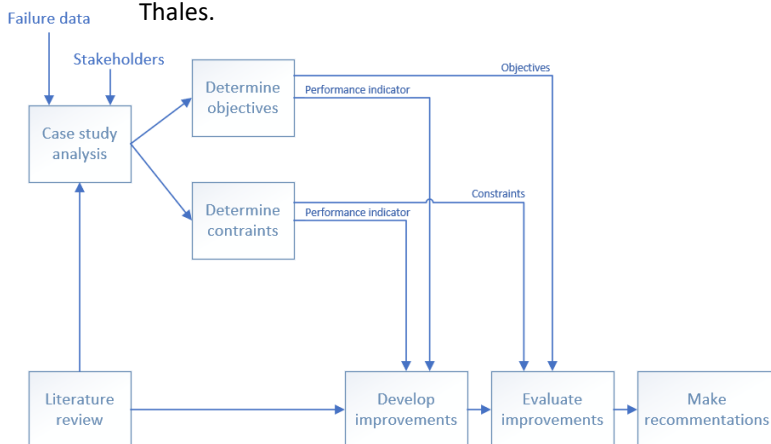 Thales.
Failure data
Stakeholders
Case study
analysis
Determine
objectives
Objectives
Performance indicator
Determine
contraints
Constraints
Performance indicator
Literature
review
Develop
improvements
Evaluate
improvements
Make
recommentations